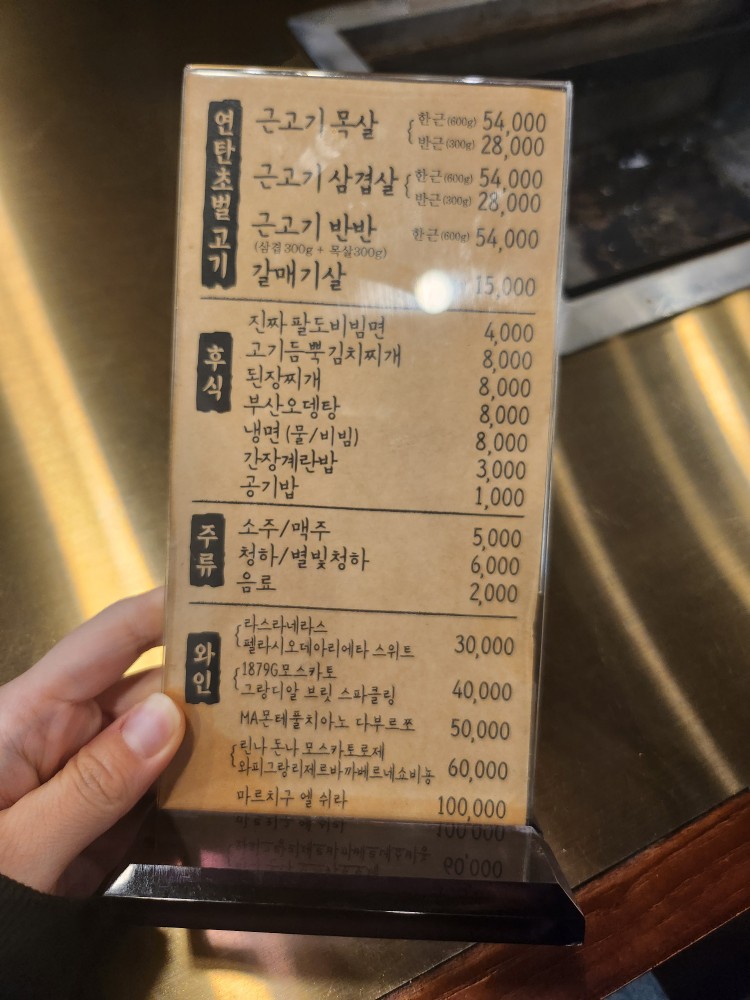 연탄초벌고기
근고기 목살 한근(600g) 54,000
반근(300g) 28,000
근고기 삼겹살 한근(600g) 54,000
반근(300g) 28,000
근고기 반반 한근(600g) 54,000
(삼겹300g + 목살300g)
갈매기살 15,000
후식
진짜 팔도비빔면 4,000
고기듬뿍김치찌개 8,000
된장찌개 8,000
부산오뎅탕 8,000
냉면(물/비빔) 8,000
간장계란밥 3,000
공기밥 1,000
주류
소주/맥주 5,000
청하/별빛청하 6,000
음료 2,000
와인
라스라네라스
펠라시오데아리에타 스위트 30,000
1879G모스카토
그랑디알 브륏 스파클링 40,000
MA몬테풀치아노 다부르쪼 50,000
린나 돈나 모스카토로제
와피그랑리제르바까베르네소비뇽 60,000
마르치구 엘 쉬라 100,000